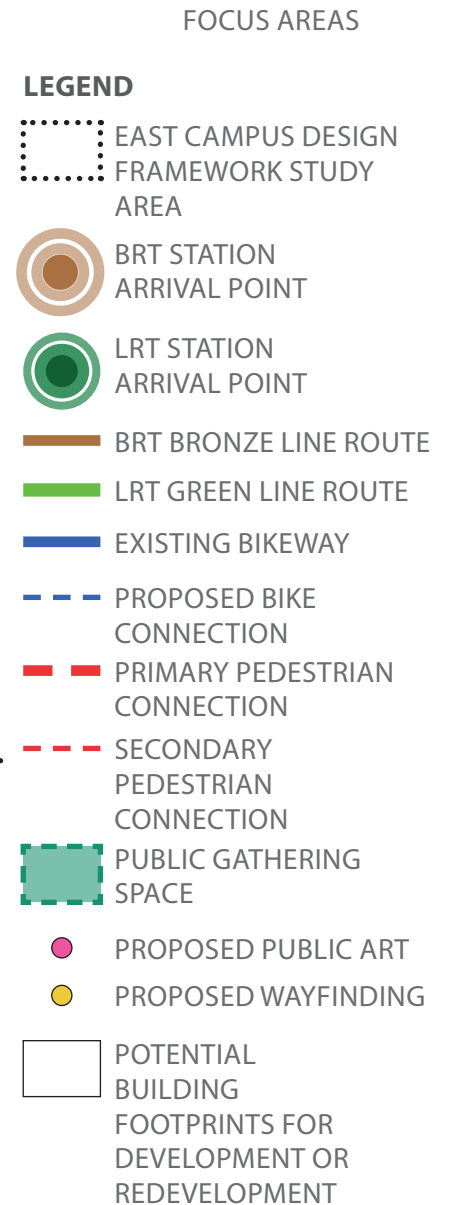 FOCUS AREAS
LEGEND
EAST CAMPUS DESIGN
FRAMEWORK STUDY
AREA
BRT STATION
ARRIVAL POINT
LRT STATION
ARRIVAL POINT
BRT BRONZE LINE ROUTE
LRT GREEN LINE ROUTE
EXISTING BIKEWAY
PROPOSED BIKE
CONNECTION
PRIMARY PEDESTRIAN
CONNECTION
SECONDARY
PEDESTRIAN
CONNECTION
PUBLIC GATHERING
SPACE
PROPOSED PUBLIC ART
PROPOSED WAYFINDING
POTENTIAL
BUILDING
FOOTPRINTS FOR
DEVELOPMENT OR
REDEVELOPMENT